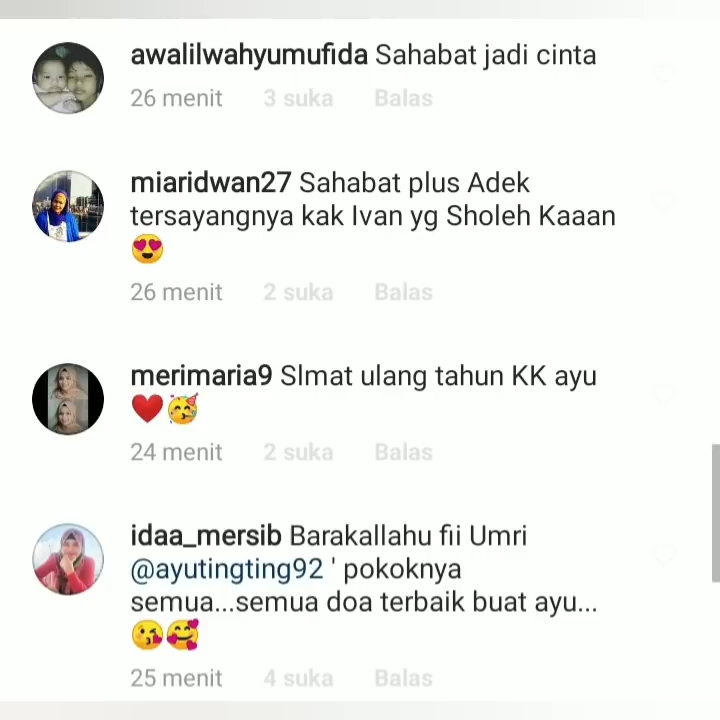 awalilwahyumufida Sahabat jadi cinta
26 menit 3 suka Balas
miaridwan27 Sahabat plus Adek
tersayangnya kak Ivan yg Sholeh Kaaan
😍
26 menit 2 suka Balas
merimaria9 Slmat ulang tahun KK ayu
❤️🥳
24 menit 2 suka Balas
idaa_mersib Barakallahu fii Umri
@ayutingting92 ' pokoknya
semua...semua doa terbaik buat ayu...
😘🥰
25 menit 4 suka Balas